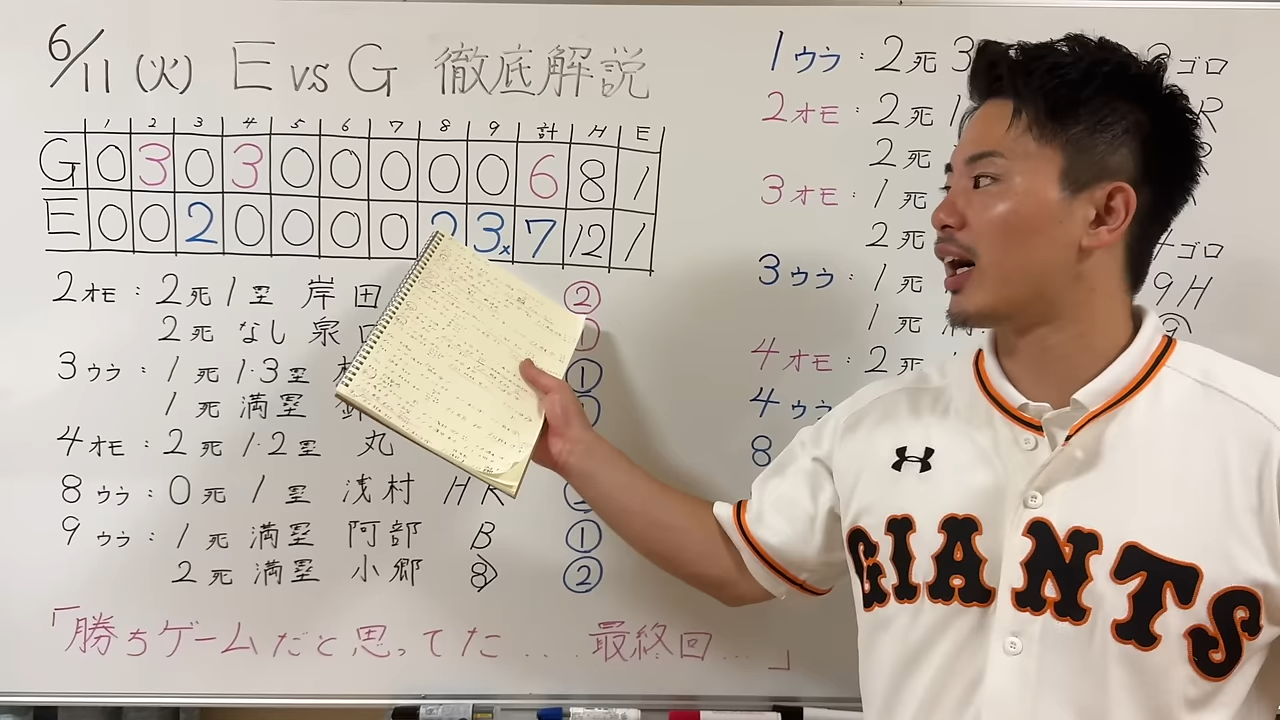 6/11 (火) E vs G 徹底解説
1 2 3 4 5 6 7 8 9 計 H E
G 0 3 0 3 0 0 0 0 0 6 8 1
E 0 0 2 0 0 0 0 2 3x 7 12 1
2オモ:2死1塁 岸田 ②
2死なし 泉口 ①
3ウラ:1死1・3塁 ①
1死満塁 ①
4オモ:2死1・2塁 丸
8ウラ:0死1塁 浅村 HR ②
9ウラ:1死満塁 阿部 B ①
2死満塁 小郷 8 ②
「勝ちゲームだと思ってた...最終回...」
1ウラ:2死3 ゴロ
2オモ:2死1 R
2死
3オモ:1死
2死 ゴロ
3ウラ:1死 9H
1死
4オモ:2死
4ウラ
8
GIANTS